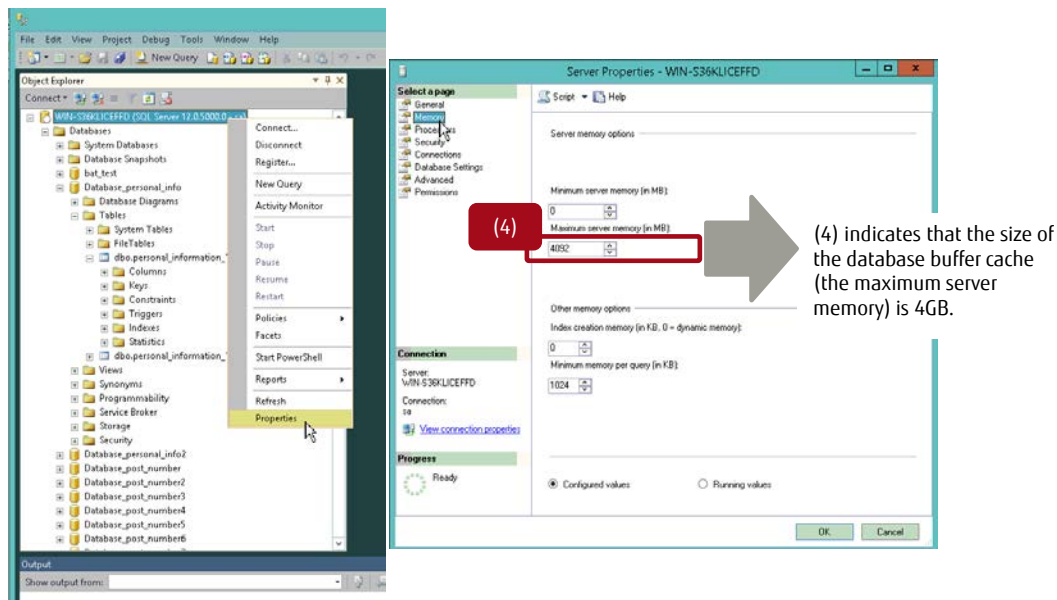 File Edit View Project Debug Tools Window Help
New Query
Object Explorer
Connect
WIN-S36KLICEFFD (SQL Server 12.0.5000.0 - sa)
Databases
System Databases
Database Snapshots
bat_test
Database_personal_info
Database Diagrams
Tables
System Tables
FileTables
dbo.personal_information_
Columns
Keys
Constraints
Triggers
Indexes
Statistics
dbo.personal_information_
Views
Synonyms
Programmability
Service Broker
Storage
Security
Database_personal_info2
Database_post_number
Database_post_number2
Database_post_number3
Database_post_number4
Database_post_number5
Database_post_number6
Output
Show output from:
Connect...
Disconnect
Register...
New Query
Activity Monitor
Start
Stop
Pause
Resume
Restart
Policies
Facets
Start PowerShell
Reports
Refresh
Properties
Server Properties - WIN-S36KLICEFFD
Select a page
General
Memory
Processors
Security
Connections
Database Settings
Advanced
Permissions
Connection
Server:
WIN-S36KLICEFFD
Connection:
sa
View connection properties
Progress
Ready
Script Help
Server memory options
Minimum server memory (in MB):
0
(4)
Maximum server memory (in MB):
4092
Other memory options
Index creation memory (in KB, 0 = dynamic memory):
0
Minimum memory per query (in KB):
1024
Configured values Running values
OK Cancel
(4) indicates that the size of
the database buffer cache
(the maximum server
memory) is 4GB.